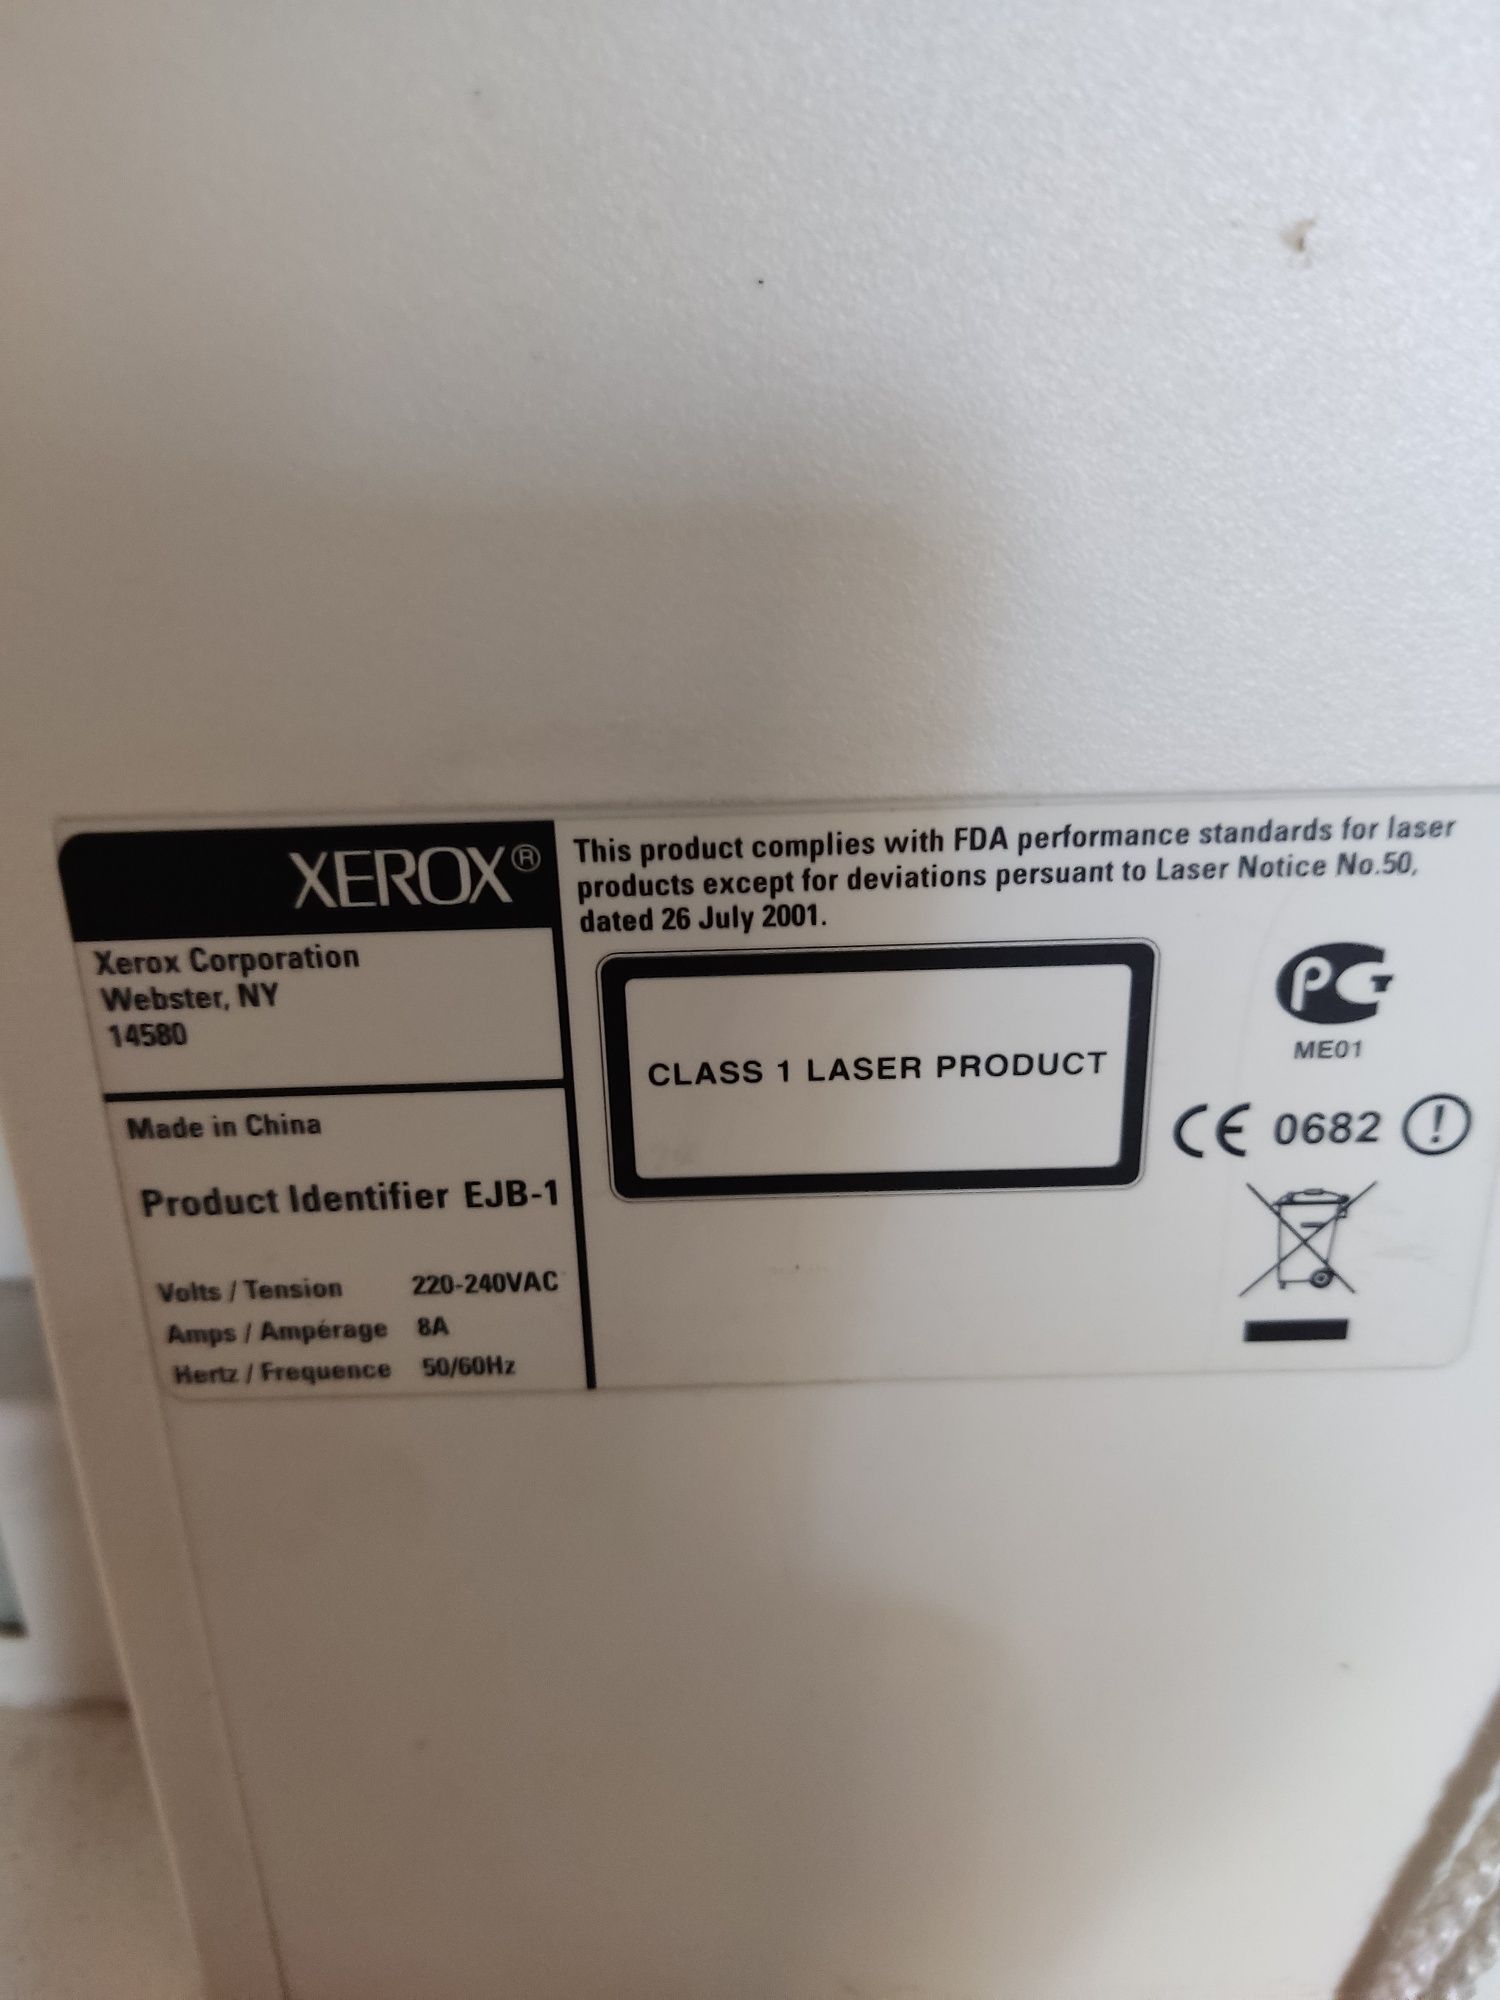 XEROX®
Xerox Corporation
Webster, NY
14580
Made in China
Product Identifier EJB-1
Volts / Tension 220-240VAC
Amps / Ampérage 8A
Hertz / Frequence 50/60Hz
This product complies with FDA performance standards for laser
products except for deviations persuant to Laser Notice No.50,
dated 26 July 2001.
CLASS 1 LASER PRODUCT
PCT
ME01
CE 0682 !